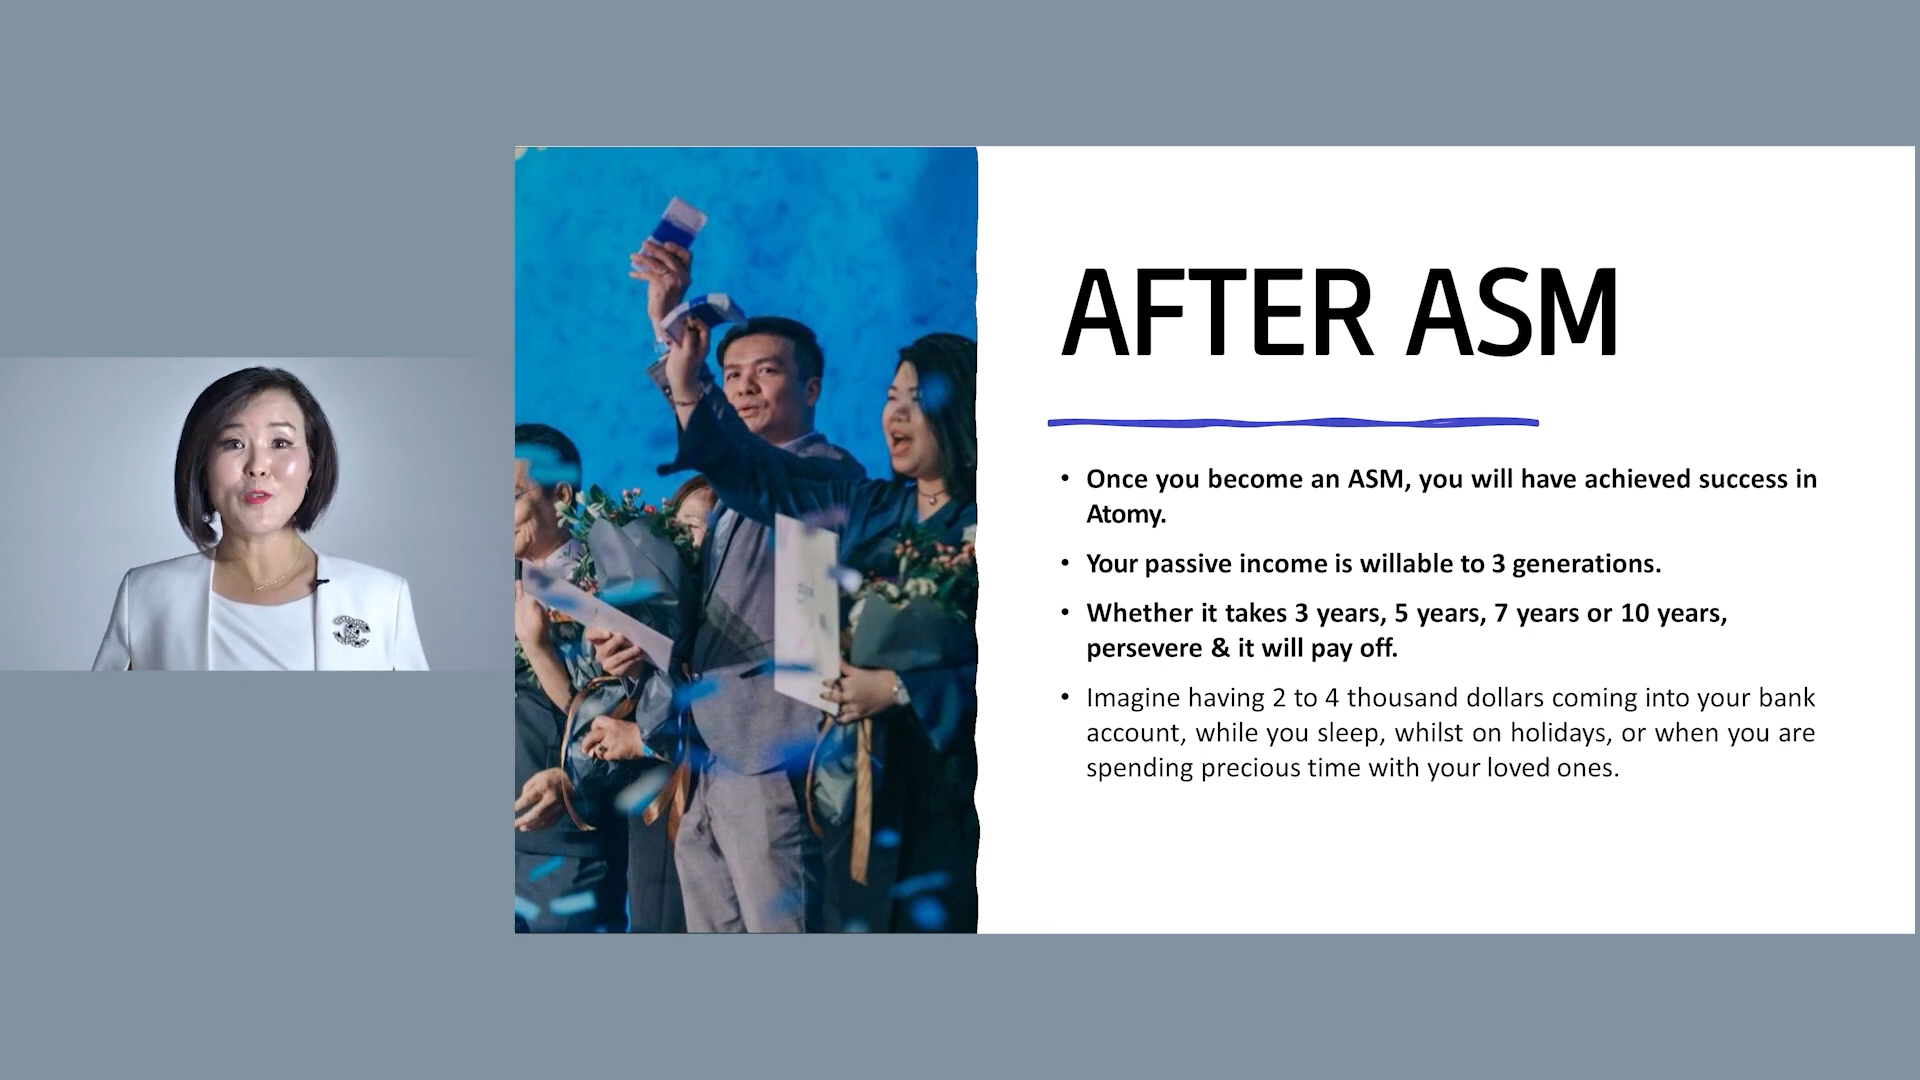 AFTER ASM
• Once you become an ASM, you will have achieved success in
Atomy.
• Your passive income is willable to 3 generations.
• Whether it takes 3 years, 5 years, 7 years or 10 years,
persevere & it will pay off.
• Imagine having 2 to 4 thousand dollars coming into your bank
account, while you sleep, whilst on holidays, or when you are
spending precious time with your loved ones.